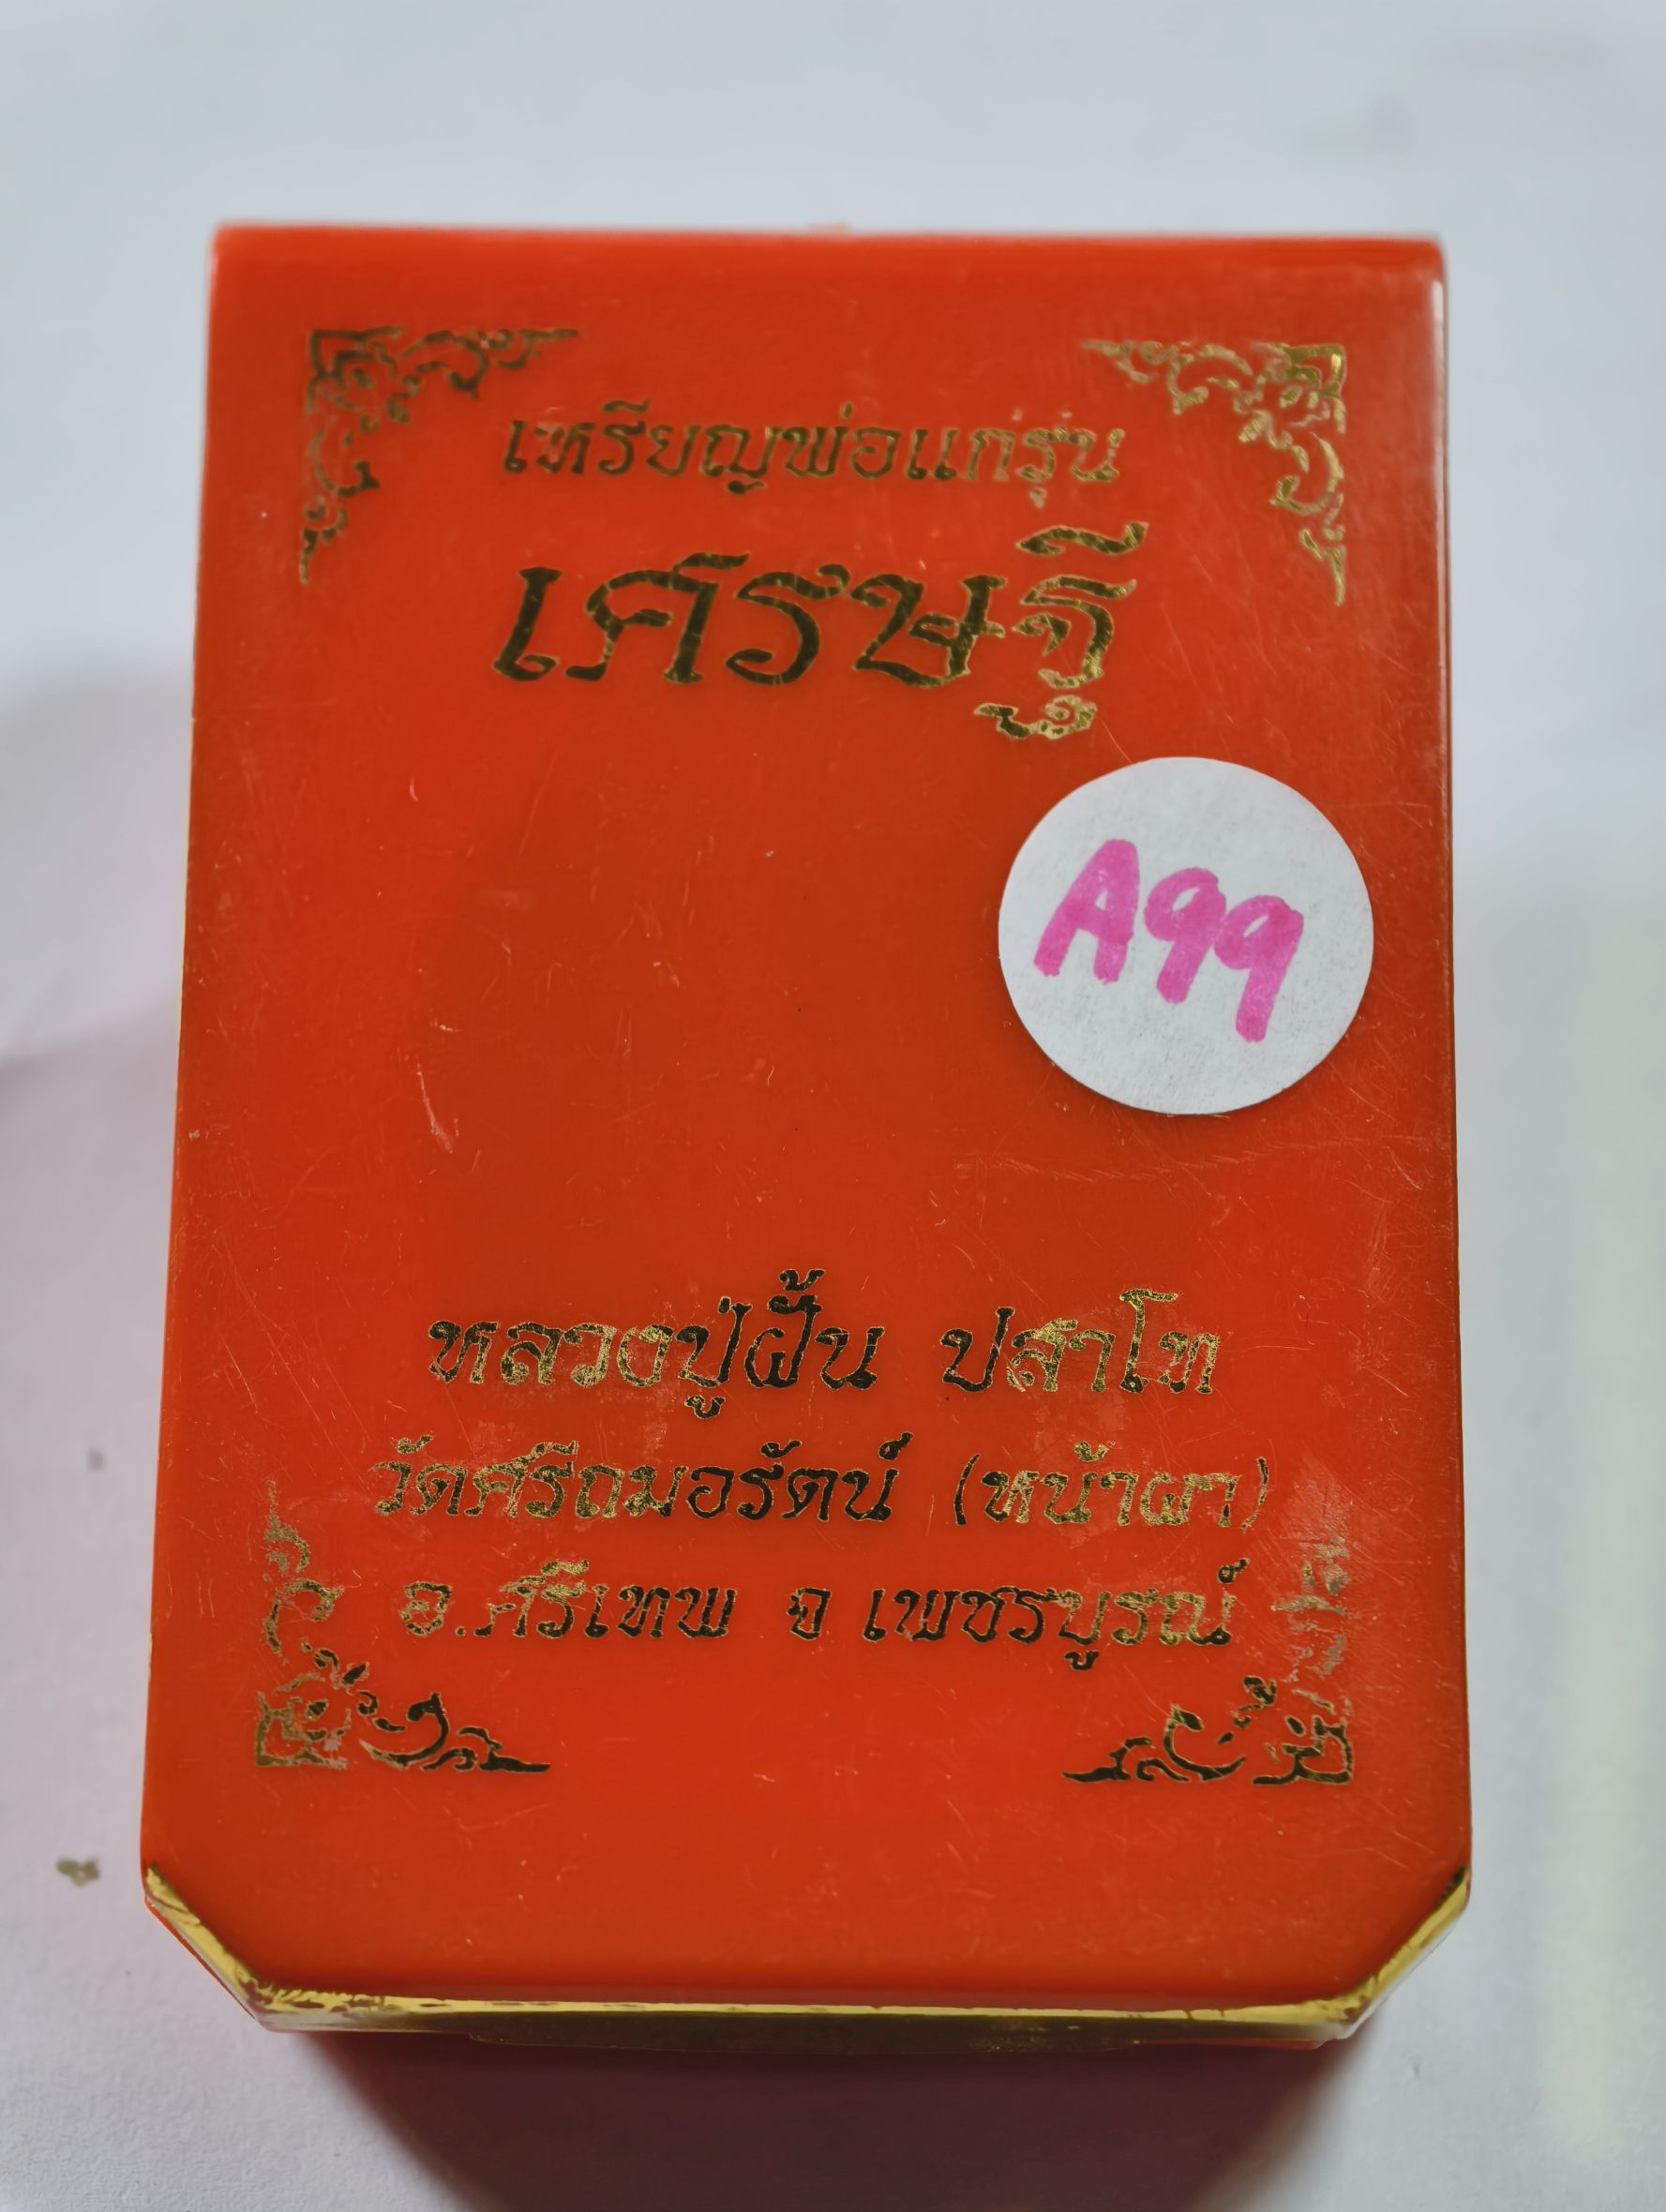 เหรียญพ่อแก่รุ่น
เศรษฐี
A99
หลวงปู่ฝั้น ปสาโท
วัดศรีถมอรัตน์ (หน้าผา)
อ.ศรีเทพ จ เพชรบูรณ์